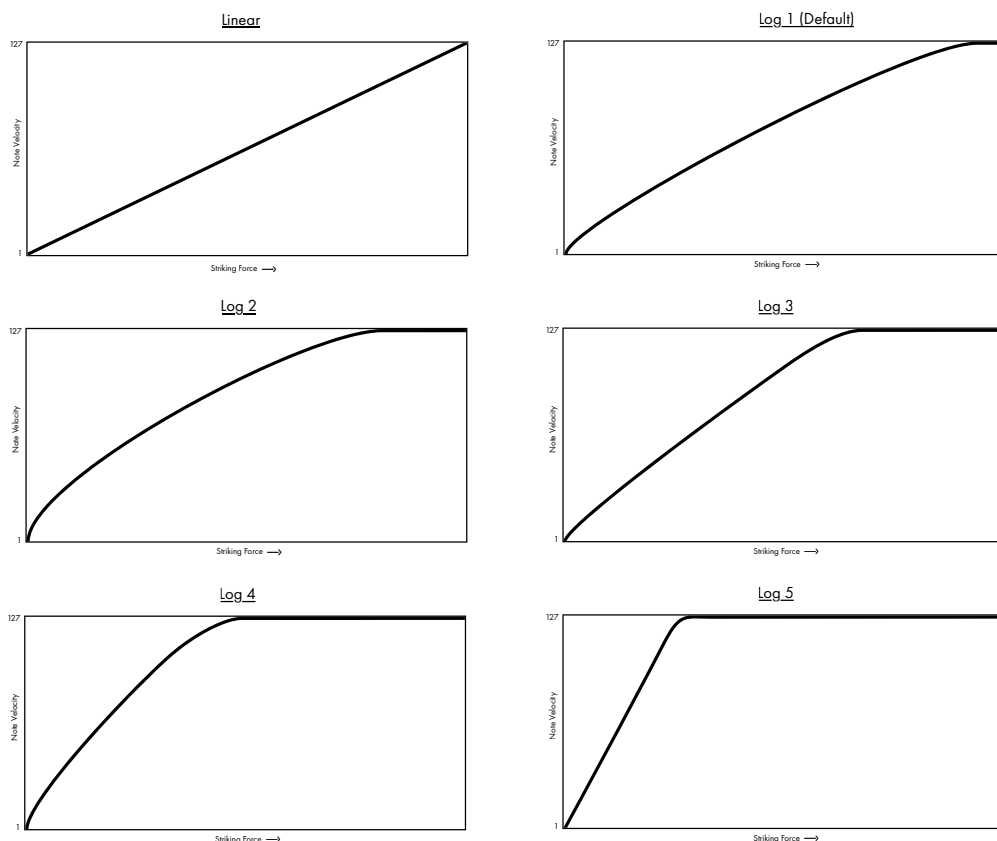 Linear
127
Note Velocity
1
Striking Force
Log 1 (Default)
127
Note Velocity
1
Striking Force
Log 2
127
Note Velocity
1
Striking Force
Log 3
127
Note Velocity
1
Striking Force
Log 4
127
Note Velocity
1
Striking Force
Log 5
127
Note Velocity
1
Striking Force